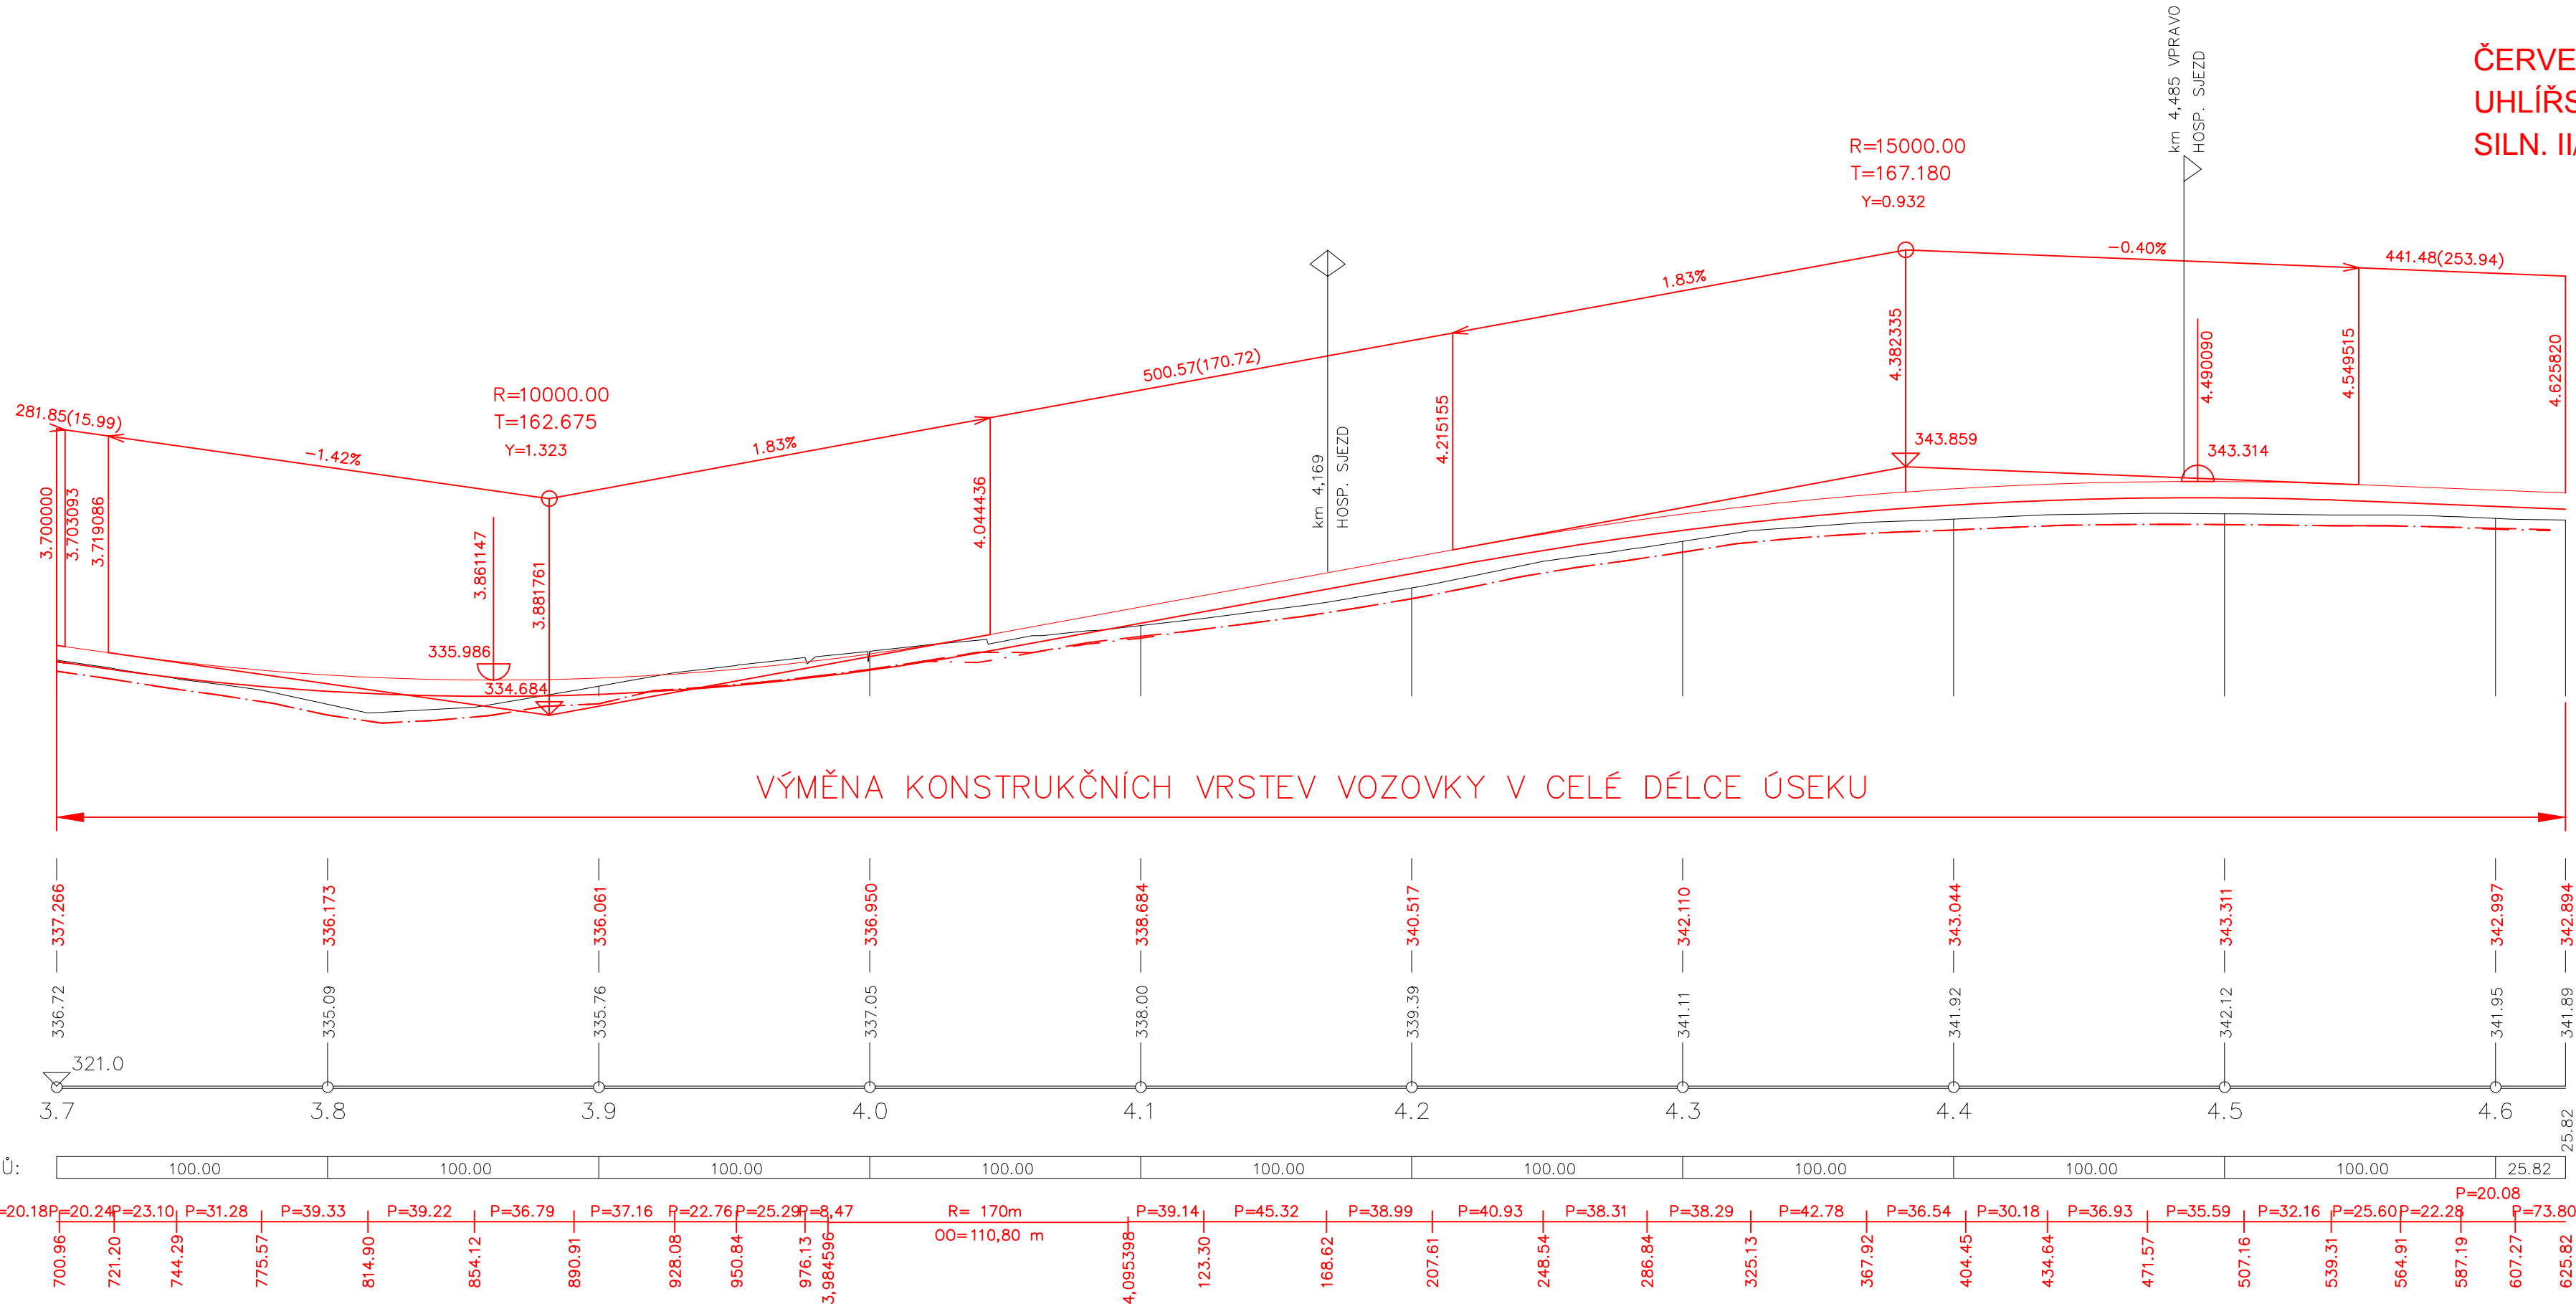 ČERVE
UHLÍŘS
SILN. II/
km 4,485 VPRAVO
HOSP. SJEZD
R=15000.00
T=167.180
Y=0.932
-0.40%
441.48(253.94)
1.83%
4.382335
4.490090
4.549515
4.625820
500.57(170.72)
4.215155
343.859
343.314
km 4,169
HOSP. SJEZD
R=10000.00
T=162.675
Y=1.323
281.85(15.99)
-1.42%
1.83%
3.700000
3.703093
3.719086
3.861147
3.881761
4.044436
335.986
334.684
VÝMĚNA KONSTRUKČNÍCH VRSTEV VOZOVKY V CELÉ DÉLCE ÚSEKU
337.266 336.173 336.061 336.950 338.684 340.517 342.110 343.044 343.311 342.997 342.894
336.72 335.09 335.76 337.05 338.00 339.39 341.11 341.92 342.12 341.95 341.89
321.0
3.7 3.8 3.9 4.0 4.1 4.2 4.3 4.4 4.5 4.6
25.82
Ů: 100.00 100.00 100.00 100.00 100.00 100.00 100.00 100.00 100.00 25.82
P=20.08
=20.18 P=20.24 P=23.10 P=31.28 P=39.33 P=39.22 P=36.79 P=37.16 P=22.76 P=25.29 P=8,47 R= 170m P=39.14 P=45.32 P=38.99 P=40.93 P=38.31 P=38.29 P=42.78 P=36.54 P=30.18 P=36.93 P=35.59 P=32.16 P=25.60 P=22.28 P=73.80
OO=110,80 m
700.96 721.20 744.29 775.57 814.90 854.12 890.91 928.08 950.84 976.13 3,984596 4,095398 123.30 168.62 207.61 248.54 286.84 325.13 367.92 404.45 434.64 471.57 507.16 539.31 564.91 587.19 607.27 625.82